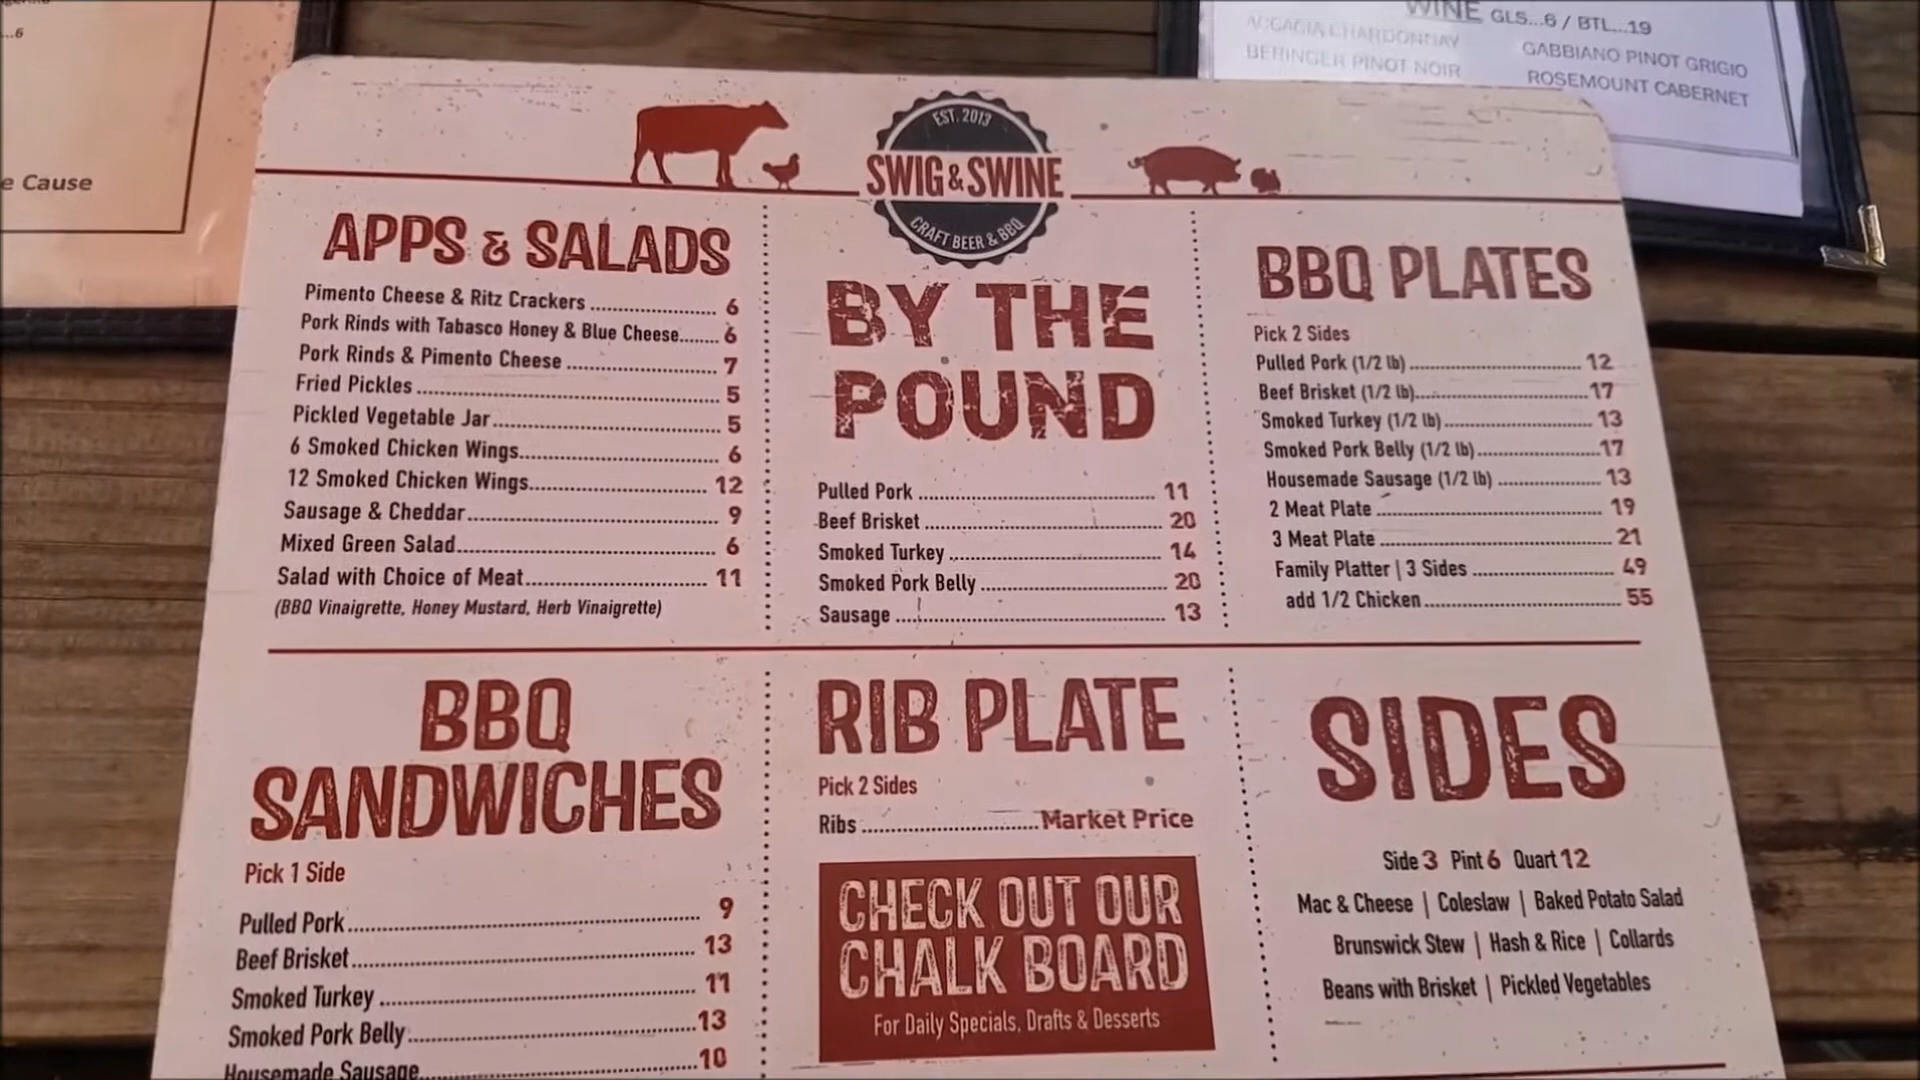 ...6
e Cause
WINE GLS...6 / BTL...19
ACCACIA CHARDONNAY GABBIANO PINOT GRIGIO
BERINGER PINOT NOIR ROSEMOUNT CABERNET
EST. 2013
SWIG & SWINE
CRAFT BEER & BBQ
APPS & SALADS
Pimento Cheese & Ritz Crackers 6
Pork Rinds with Tabasco Honey & Blue Cheese 6
Pork Rinds & Pimento Cheese 7
Fried Pickles 5
Pickled Vegetable Jar 5
6 Smoked Chicken Wings 6
12 Smoked Chicken Wings 12
Sausage & Cheddar 9
Mixed Green Salad 6
Salad with Choice of Meat 11
(BBQ Vinaigrette, Honey Mustard, Herb Vinaigrette)
BY THE
POUND
Pulled Pork 11
Beef Brisket 20
Smoked Turkey 14
Smoked Pork Belly 20
Sausage 13
BBQ PLATES
Pick 2 Sides
Pulled Pork (1/2 lb) 12
Beef Brisket (1/2 lb) 17
Smoked Turkey (1/2 lb) 13
Smoked Pork Belly (1/2 lb) 17
Housemade Sausage (1/2 lb) 13
2 Meat Plate 19
3 Meat Plate 21
Family Platter | 3 Sides 49
add 1/2 Chicken 55
BBQ
SANDWICHES
Pick 1 Side
Pulled Pork 9
Beef Brisket 13
Smoked Turkey 11
Smoked Pork Belly 13
Housemade Sausage 10
RIB PLATE
Pick 2 Sides
Ribs Market Price
CHECK OUT OUR
CHALK BOARD
For Daily Specials, Drafts & Desserts
SIDES
Side 3 Pint 6 Quart 12
Mac & Cheese | Coleslaw | Baked Potato Salad
Brunswick Stew | Hash & Rice | Collards
Beans with Brisket | Pickled Vegetables